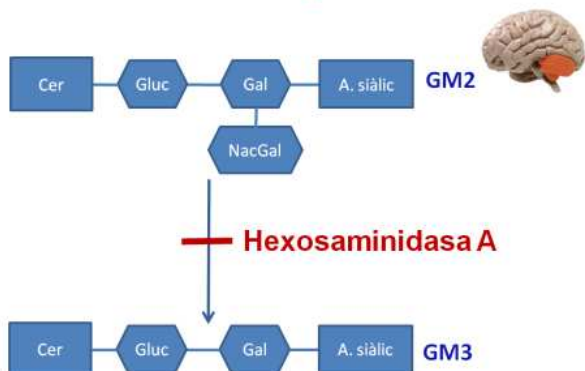 Cer Gluc Gal A. siàlic GM2
NacGal
Hexosaminidasa A
Cer Gluc Gal A. siàlic GM3